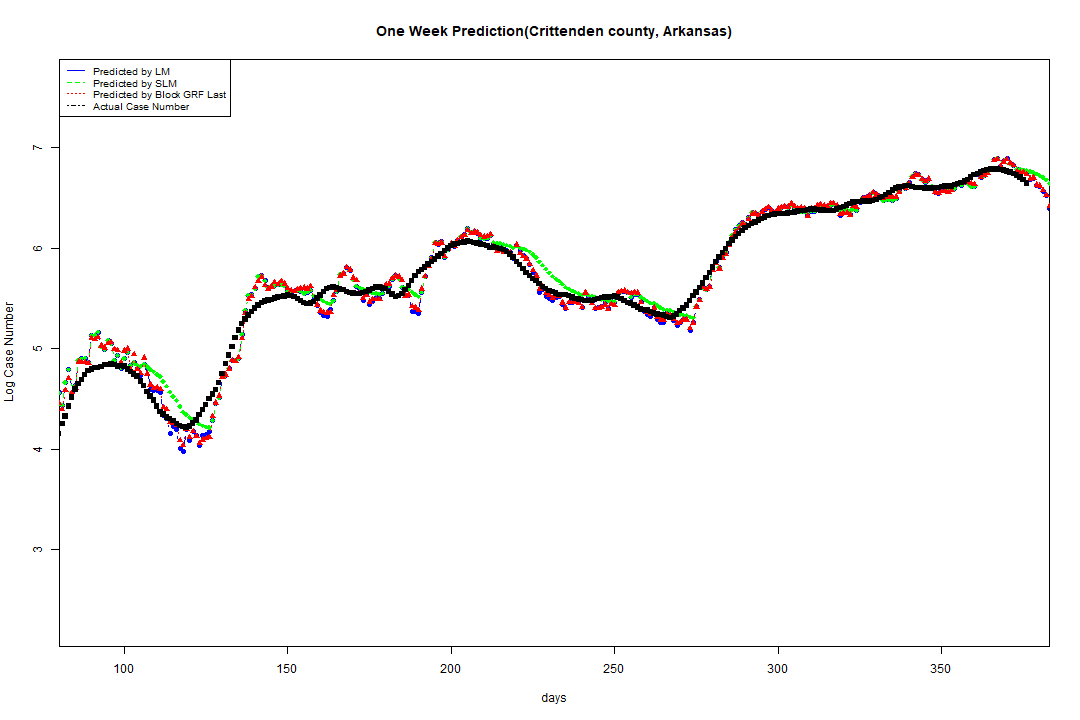 One Week Prediction(Crittenden county, Arkansas)
Predicted by LM
Predicted by SLM
Predicted by Block GRF Last
Actual Case Number
Log Case Number
7
6
5
4
3
100 150 200 250 300 350
days